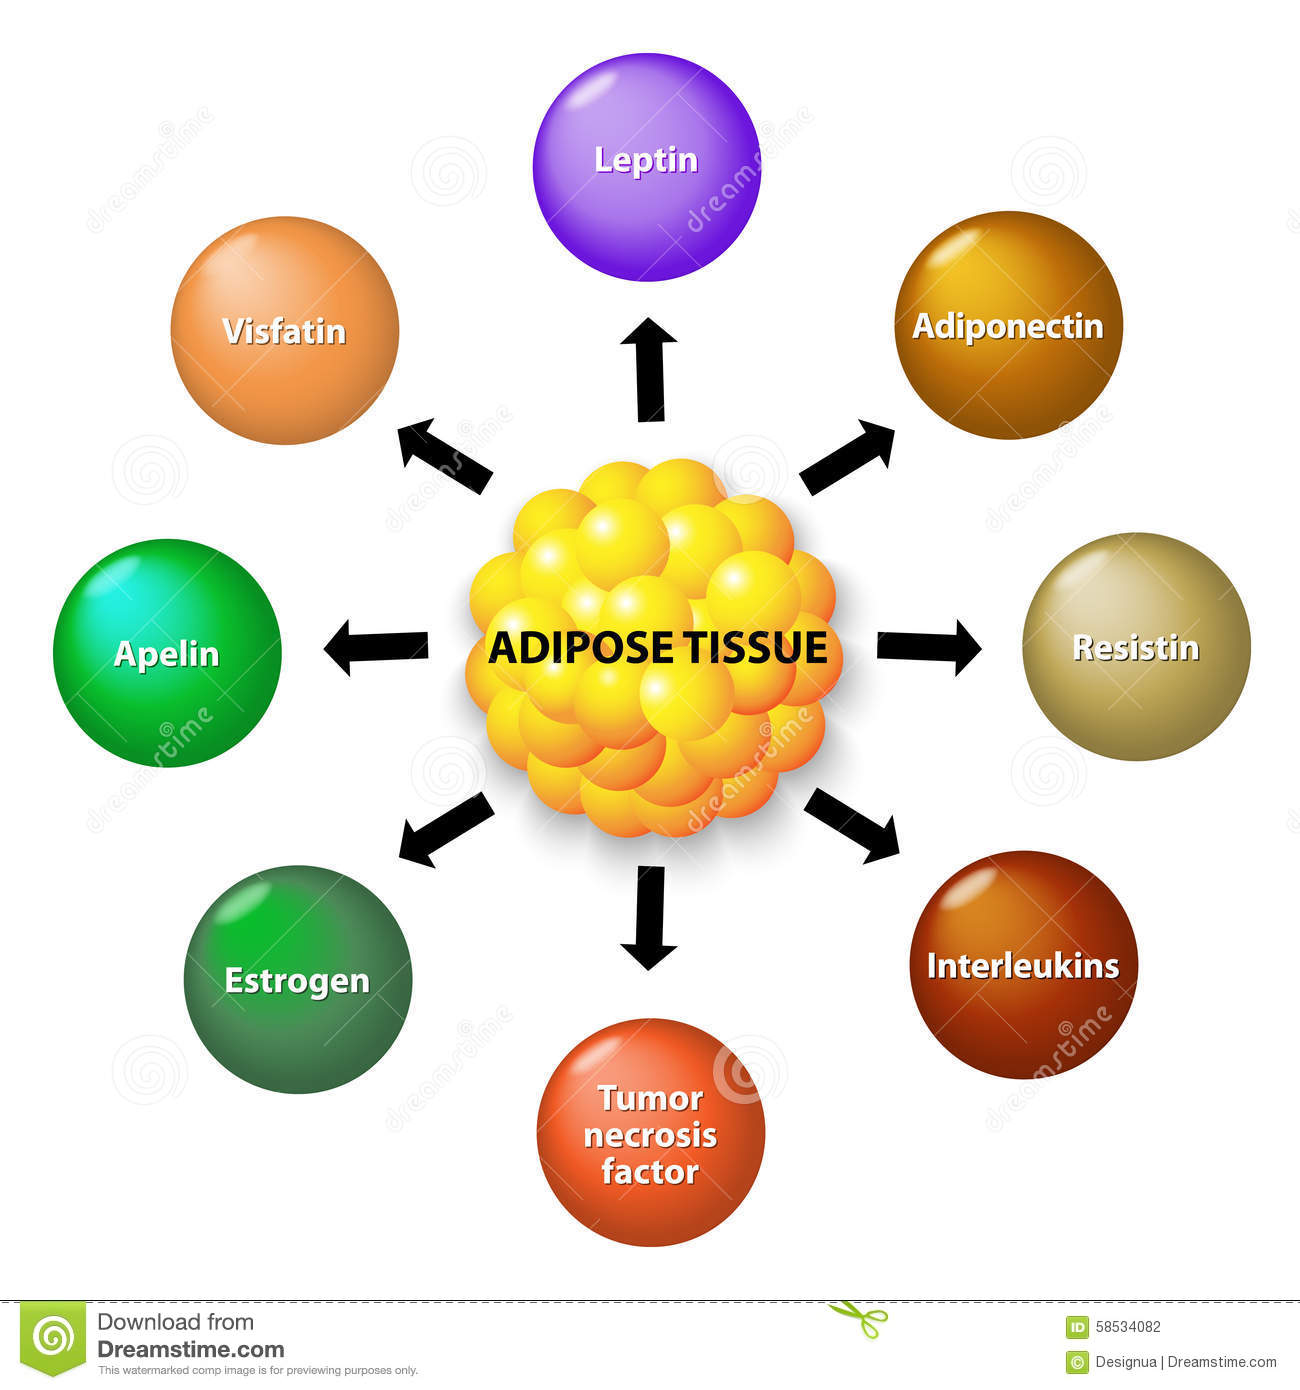 Leptin
Visfatin
Adiponectin
Apelin
ADIPOSE TISSUE
Resistin
Estrogen
Interleukins
Tumor
necrosis
factor
dreamstime
Download from
Dreamstime.com
This watermarked comp image is for previewing purposes only.
ID 58534082
© Designua | Dreamstime.com